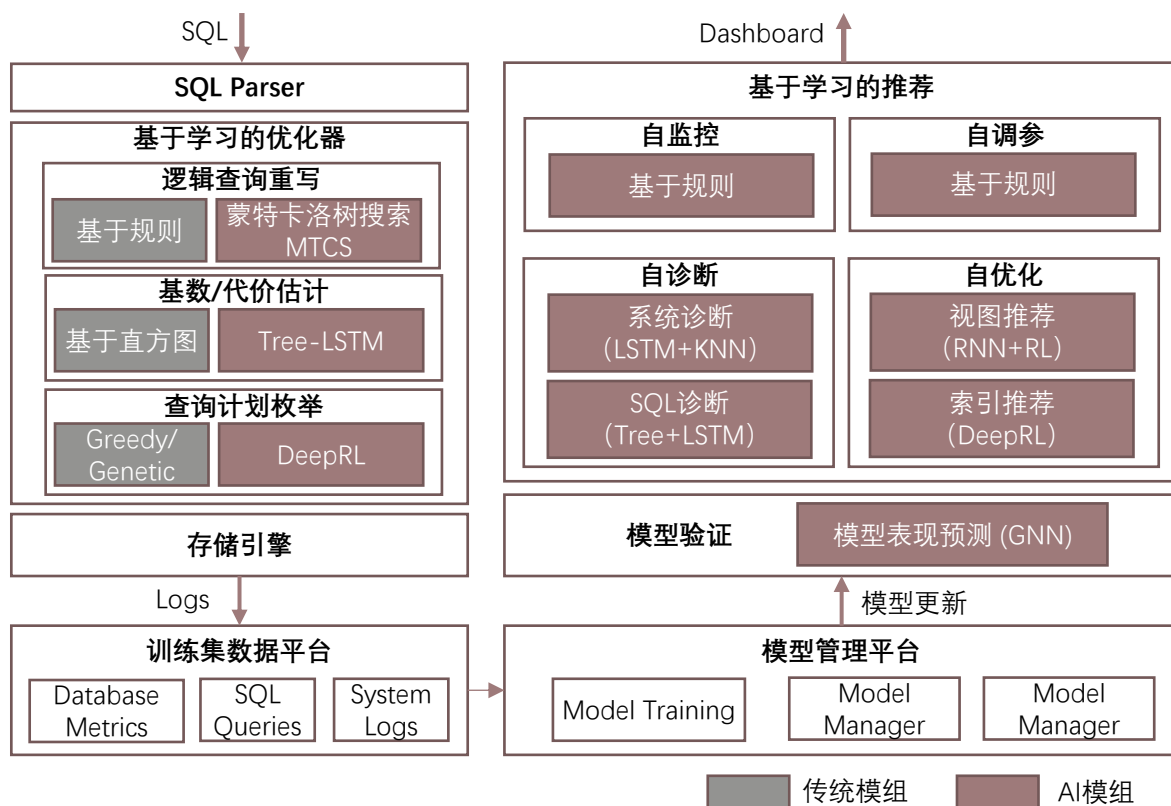 SQL
SQL Parser
基于学习的优化器
逻辑查询重写
基于规则
蒙特卡洛树搜索
MTCS
基数/代价估计
基于直方图
Tree-LSTM
查询计划枚举
Greedy/
Genetic
DeepRL
存储引擎
Logs
训练集数据平台
Database
Metrics
SQL
Queries
System
Logs
Dashboard
基于学习的推荐
自监控
基于规则
自调参
基于规则
自诊断
系统诊断
(LSTM+KNN)
SQL诊断
(Tree+LSTM)
自优化
视图推荐
(RNN+RL)
索引推荐
(DeepRL)
模型验证
模型表现预测 (GNN)
模型更新
模型管理平台
Model Training
Model
Manager
Model
Manager
传统模组
AI模组